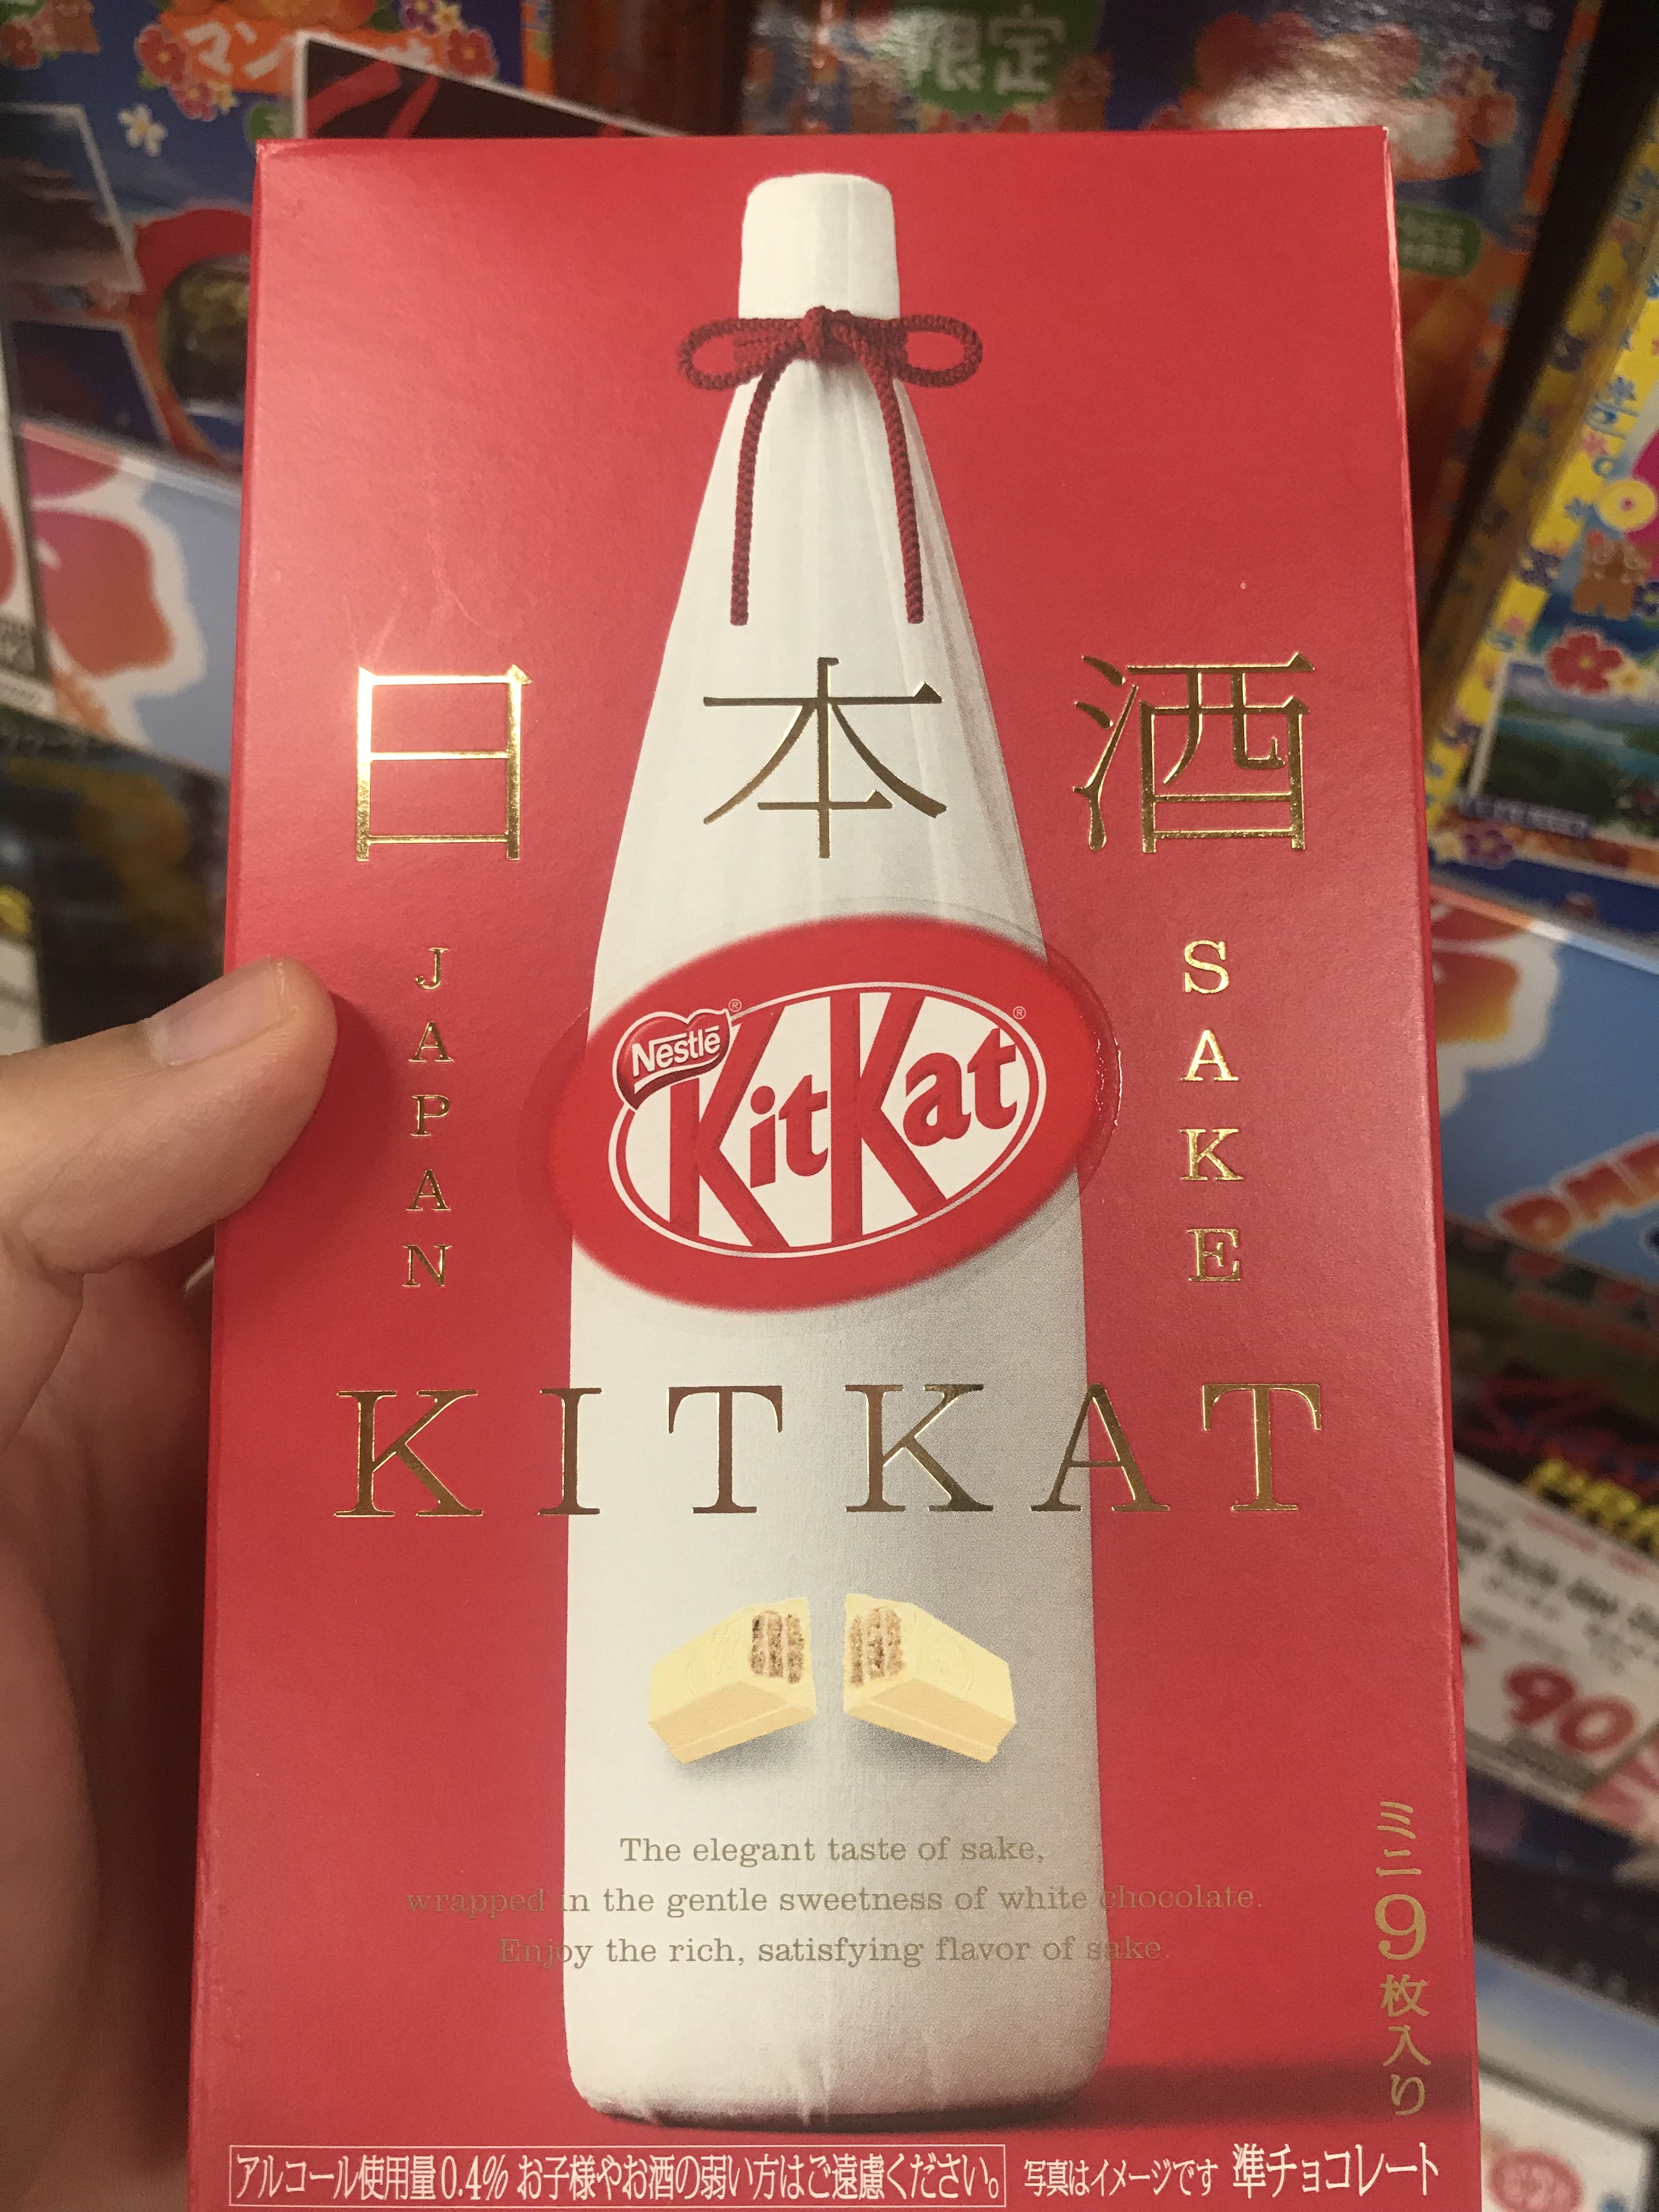 限定
日本酒
JAPAN
SAKE
Nestlé
KitKat
KITKAT
The elegant taste of sake,
wrapped in the gentle sweetness of white chocolate.
Enjoy the rich, satisfying flavor of sake.
ミニ9枚入り
アルコール使用量0.4% お子様やお酒の弱い方はご遠慮ください。
写真はイメージです 準チョコレート
90